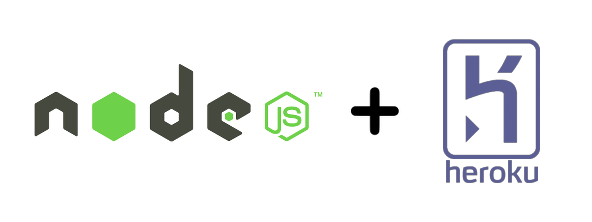 node JS ™ + heroku